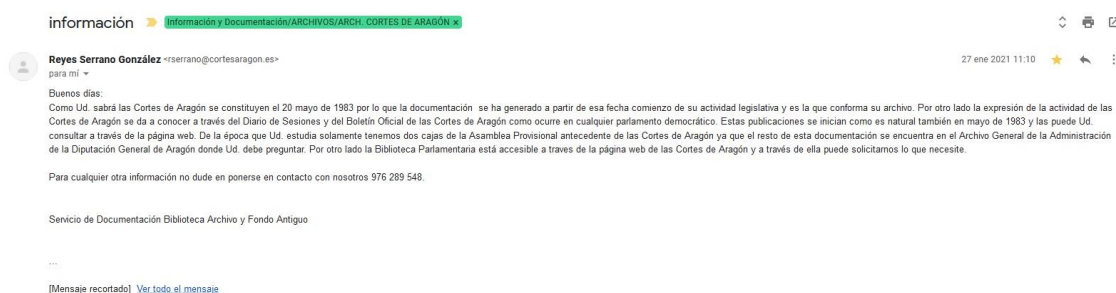 información Información y Documentación/ARCHIVOS/ARCH. CORTES DE ARAGÓN x
Reyes Serrano González <rserrano@cortesaragon.es> 27 ene 2021 11:10
para mí
Buenos días:
Como Ud. sabrá las Cortes de Aragón se constituyen el 20 mayo de 1983 por lo que la documentación se ha generado a partir de esa fecha comienzo de su actividad legislativa y es la que conforma su archivo. Por otro lado la expresión de la actividad de las
Cortes de Aragón se da a conocer a través del Diario de Sesiones y del Boletín Oficial de las Cortes de Aragón como ocurre en cualquier parlamento democrático. Estas publicaciones se inician como es natural también en mayo de 1983 y las puede Ud.
consultar a través de la página web. De la época que Ud. estudia solamente tenemos dos cajas de la Asamblea Provisional antecedente de las Cortes de Aragón ya que el resto de esta documentación se encuentra en el Archivo General de la Administración
de la Diputación General de Aragón donde Ud. debe preguntar. Por otro lado la Biblioteca Parlamentaria está accesible a traves de la página web de las Cortes de Aragón y a través de ella puede solicitarnos lo que necesite.
Para cualquier otra información no dude en ponerse en contacto con nosotros 976 289 548.
Servicio de Documentación Biblioteca Archivo y Fondo Antiguo
...
[Mensaje recortado] Ver todo el mensaje